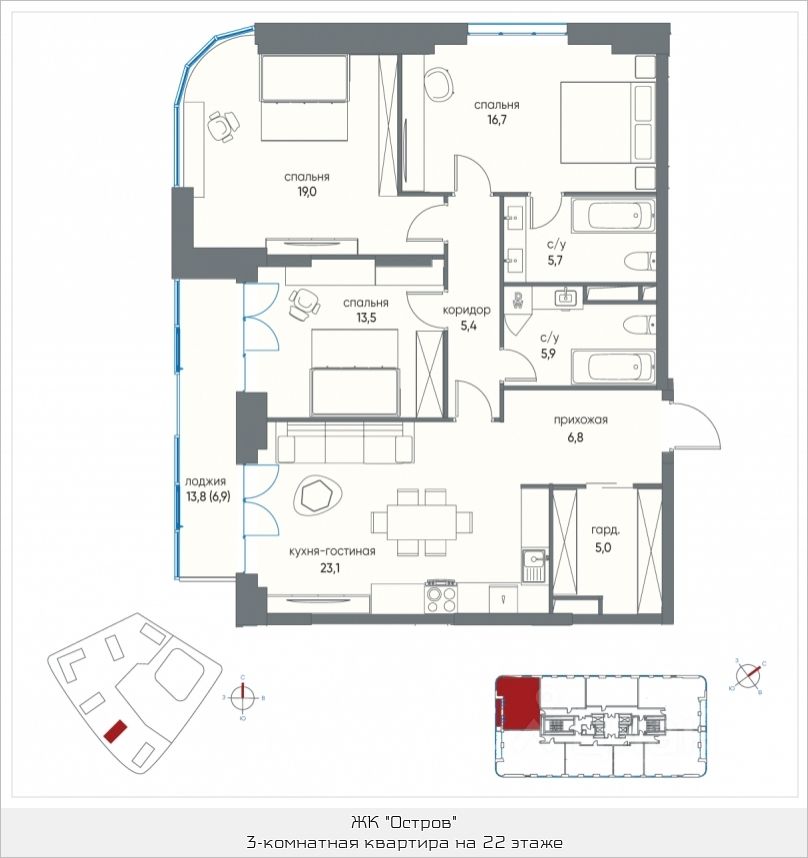 спальня
16,7
спальня
19,0
с/у
5,7
спальня
13,5
коридор
5,4
с/у
5,9
прихожая
6,8
лоджия
13,8 (6,9)
гард.
5,0
кухня-гостиная
23,1
С
В
Ю
З
З
С
Ю
В
ЖК "Остров"
3-комнатная квартира на 22 этаже